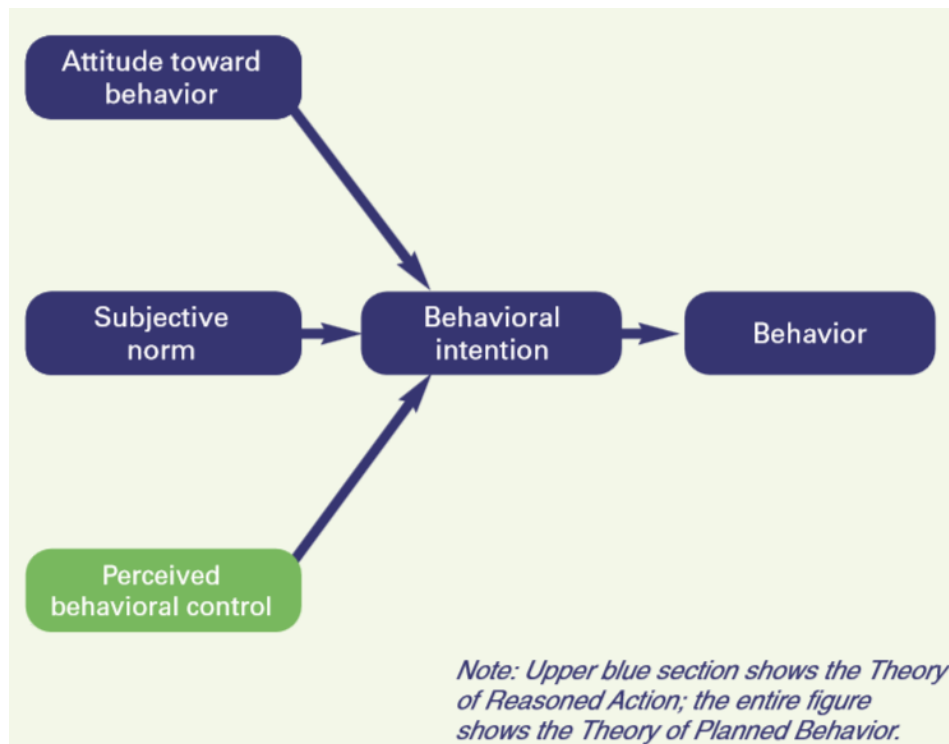 Attitude toward
behavior
Subjective
norm
Behavioral
intention
Behavior
Perceived
behavioral control
Note: Upper blue section shows the Theory
of Reasoned Action; the entire figure
shows the Theory of Planned Behavior.